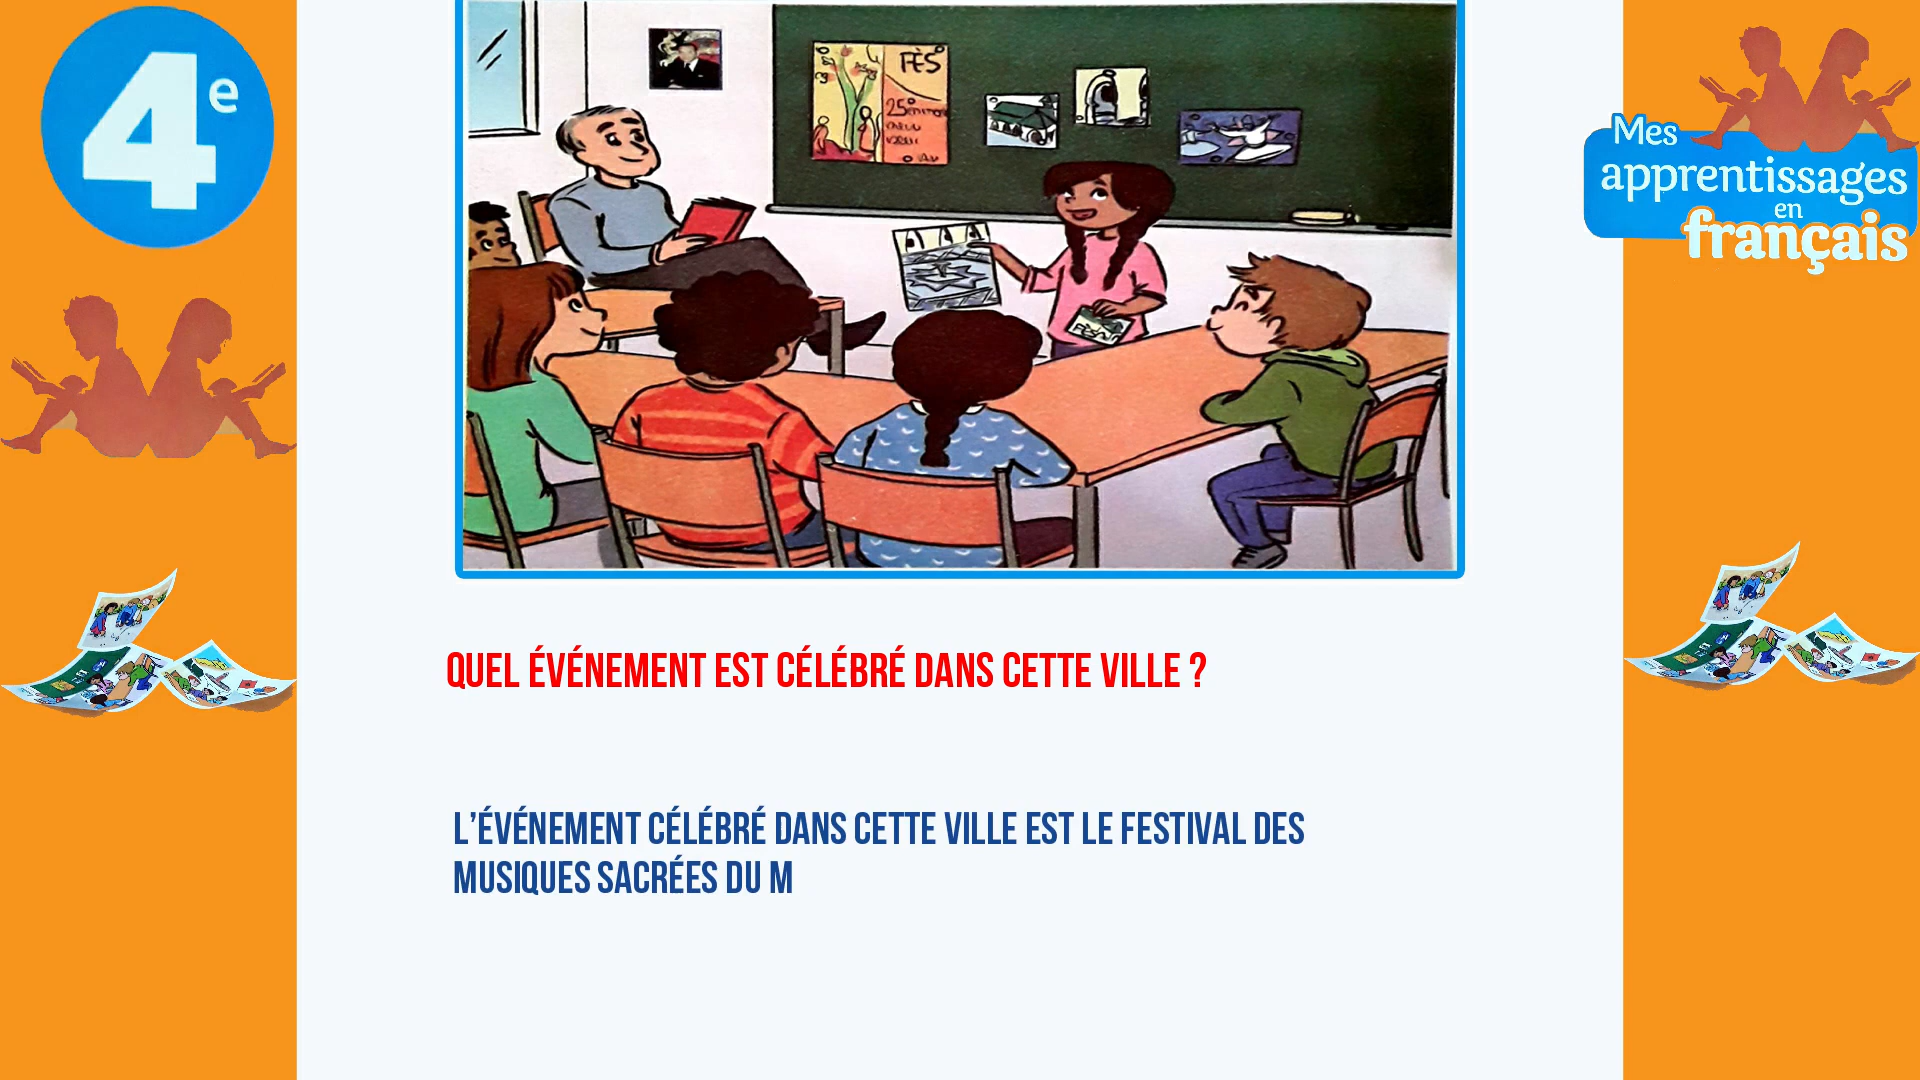 4e
Mes
apprentissages
en
français
FÈS
QUEL ÉVÉNEMENT EST CÉLÉBRÉ DANS CETTE VILLE ?
L’ÉVÉNEMENT CÉLÉBRÉ DANS CETTE VILLE EST LE FESTIVAL DES
MUSIQUES SACRÉES DU M